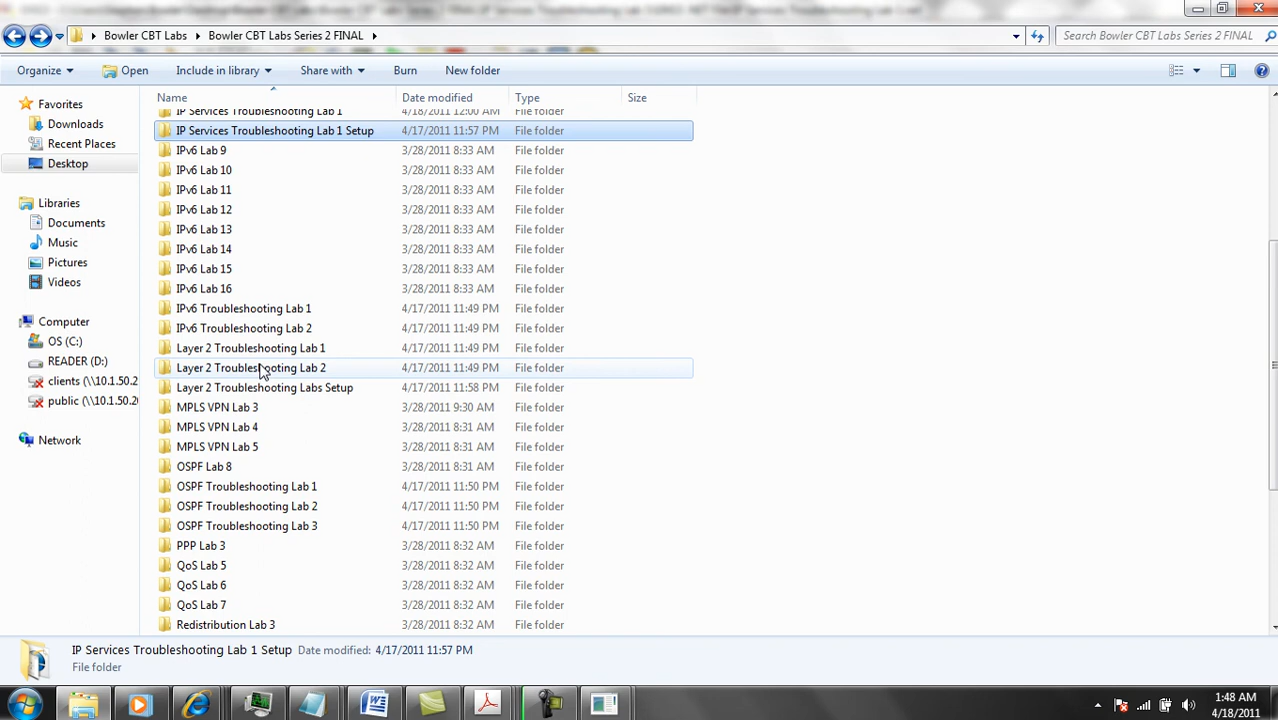 Bowler CBT Labs Bowler CBT Labs Series 2 FINAL Search Bowler CBT Labs Series 2 FINAL
Organize Open Include in library Share with Burn New folder
Name Date modified Type Size
Favorites
Downloads
Recent Places
Desktop
Libraries
Documents
Music
Pictures
Videos
Computer
OS (C:)
READER (D:)
clients (\\10.1.50.2
public (\\10.1.50.20
Network
IP Services Troubleshooting Lab 1 4/18/2011 12:00 AM File folder
IP Services Troubleshooting Lab 1 Setup 4/17/2011 11:57 PM File folder
IPv6 Lab 9 3/28/2011 8:33 AM File folder
IPv6 Lab 10 3/28/2011 8:33 AM File folder
IPv6 Lab 11 3/28/2011 8:33 AM File folder
IPv6 Lab 12 3/28/2011 8:33 AM File folder
IPv6 Lab 13 3/28/2011 8:33 AM File folder
IPv6 Lab 14 3/28/2011 8:33 AM File folder
IPv6 Lab 15 3/28/2011 8:33 AM File folder
IPv6 Lab 16 3/28/2011 8:33 AM File folder
IPv6 Troubleshooting Lab 1 4/17/2011 11:49 PM File folder
IPv6 Troubleshooting Lab 2 4/17/2011 11:49 PM File folder
Layer 2 Troubleshooting Lab 1 4/17/2011 11:49 PM File folder
Layer 2 Troubleshooting Lab 2 4/17/2011 11:49 PM File folder
Layer 2 Troubleshooting Labs Setup 4/17/2011 11:58 PM File folder
MPLS VPN Lab 3 3/28/2011 9:30 AM File folder
MPLS VPN Lab 4 3/28/2011 8:31 AM File folder
MPLS VPN Lab 5 3/28/2011 8:31 AM File folder
OSPF Lab 8 3/28/2011 8:31 AM File folder
OSPF Troubleshooting Lab 1 4/17/2011 11:50 PM File folder
OSPF Troubleshooting Lab 2 4/17/2011 11:50 PM File folder
OSPF Troubleshooting Lab 3 4/17/2011 11:50 PM File folder
PPP Lab 3 3/28/2011 8:32 AM File folder
QoS Lab 5 3/28/2011 8:32 AM File folder
QoS Lab 6 3/28/2011 8:32 AM File folder
QoS Lab 7 3/28/2011 8:32 AM File folder
Redistribution Lab 3 3/28/2011 8:32 AM File folder
IP Services Troubleshooting Lab 1 Setup Date modified: 4/17/2011 11:57 PM
File folder
1:48 AM
4/18/2011